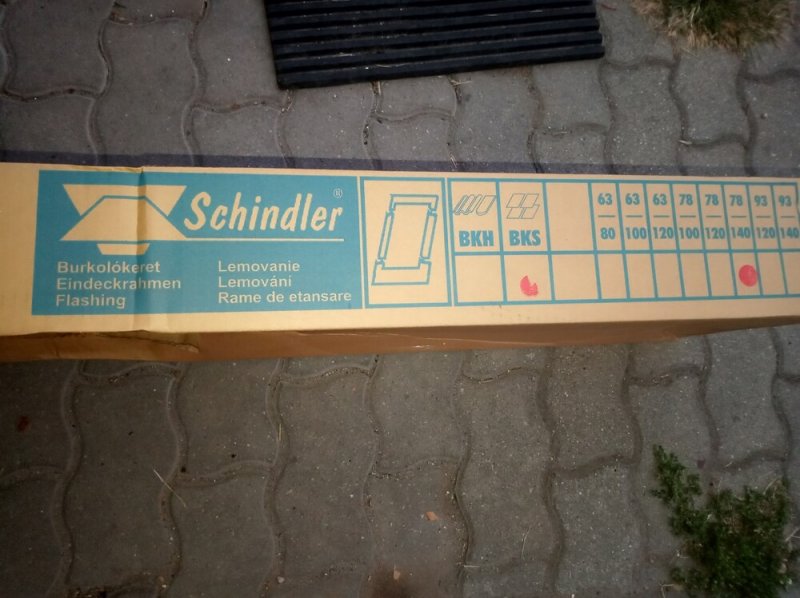 Schindler®
Burkolókeret
Eindeckrahmen
Flashing
Lemovanie
Lemování
Rame de etansare
BKH BKS
63 63 63 78 78 78 93 93
80 100 120 100 120 140 120 140